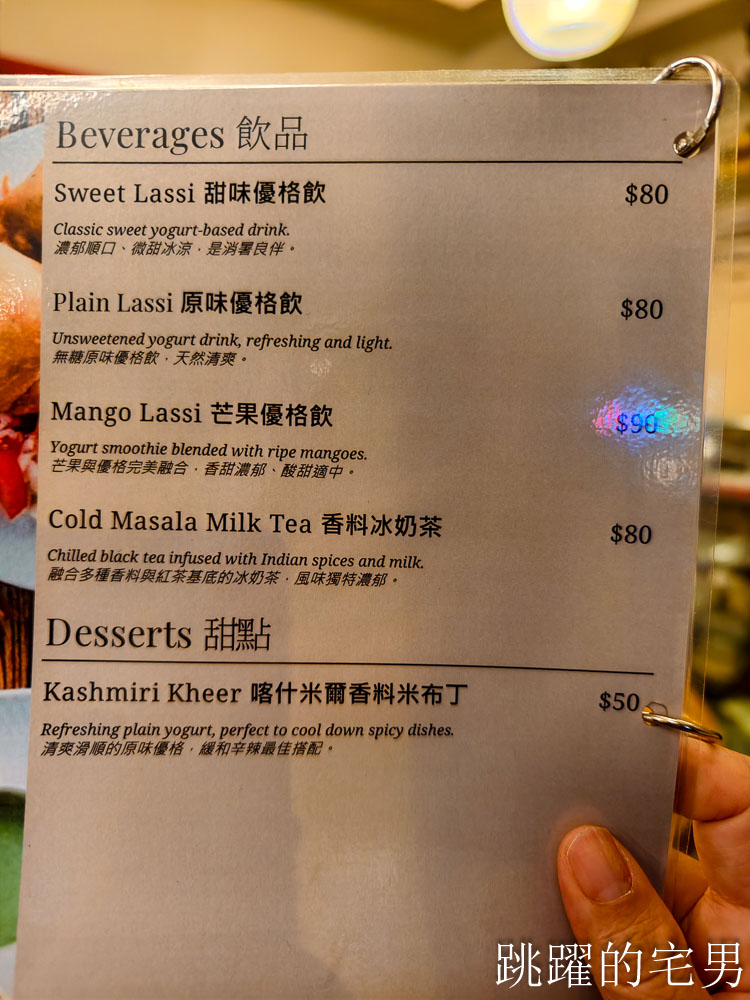 Beverages 飲品
Sweet Lassi 甜味優格飲 $80
Classic sweet yogurt-based drink.
濃郁順口、微甜冰涼，是消暑良伴。
Plain Lassi 原味優格飲 $80
Unsweetened yogurt drink, refreshing and light.
無糖原味優格飲，天然清爽。
Mango Lassi 芒果優格飲 $90
Yogurt smoothie blended with ripe mangoes.
芒果與優格完美融合，香甜濃郁、酸甜適中。
Cold Masala Milk Tea 香料冰奶茶 $80
Chilled black tea infused with Indian spices and milk.
融合多種香料與紅茶基底的冰奶茶，風味獨特濃郁。
Desserts 甜點
Kashmiri Kheer 喀什米爾香料米布丁 $50
Refreshing plain yogurt, perfect to cool down spicy dishes.
清爽滑順的原味優格，緩和辛辣最佳搭配。
跳躍的宅男